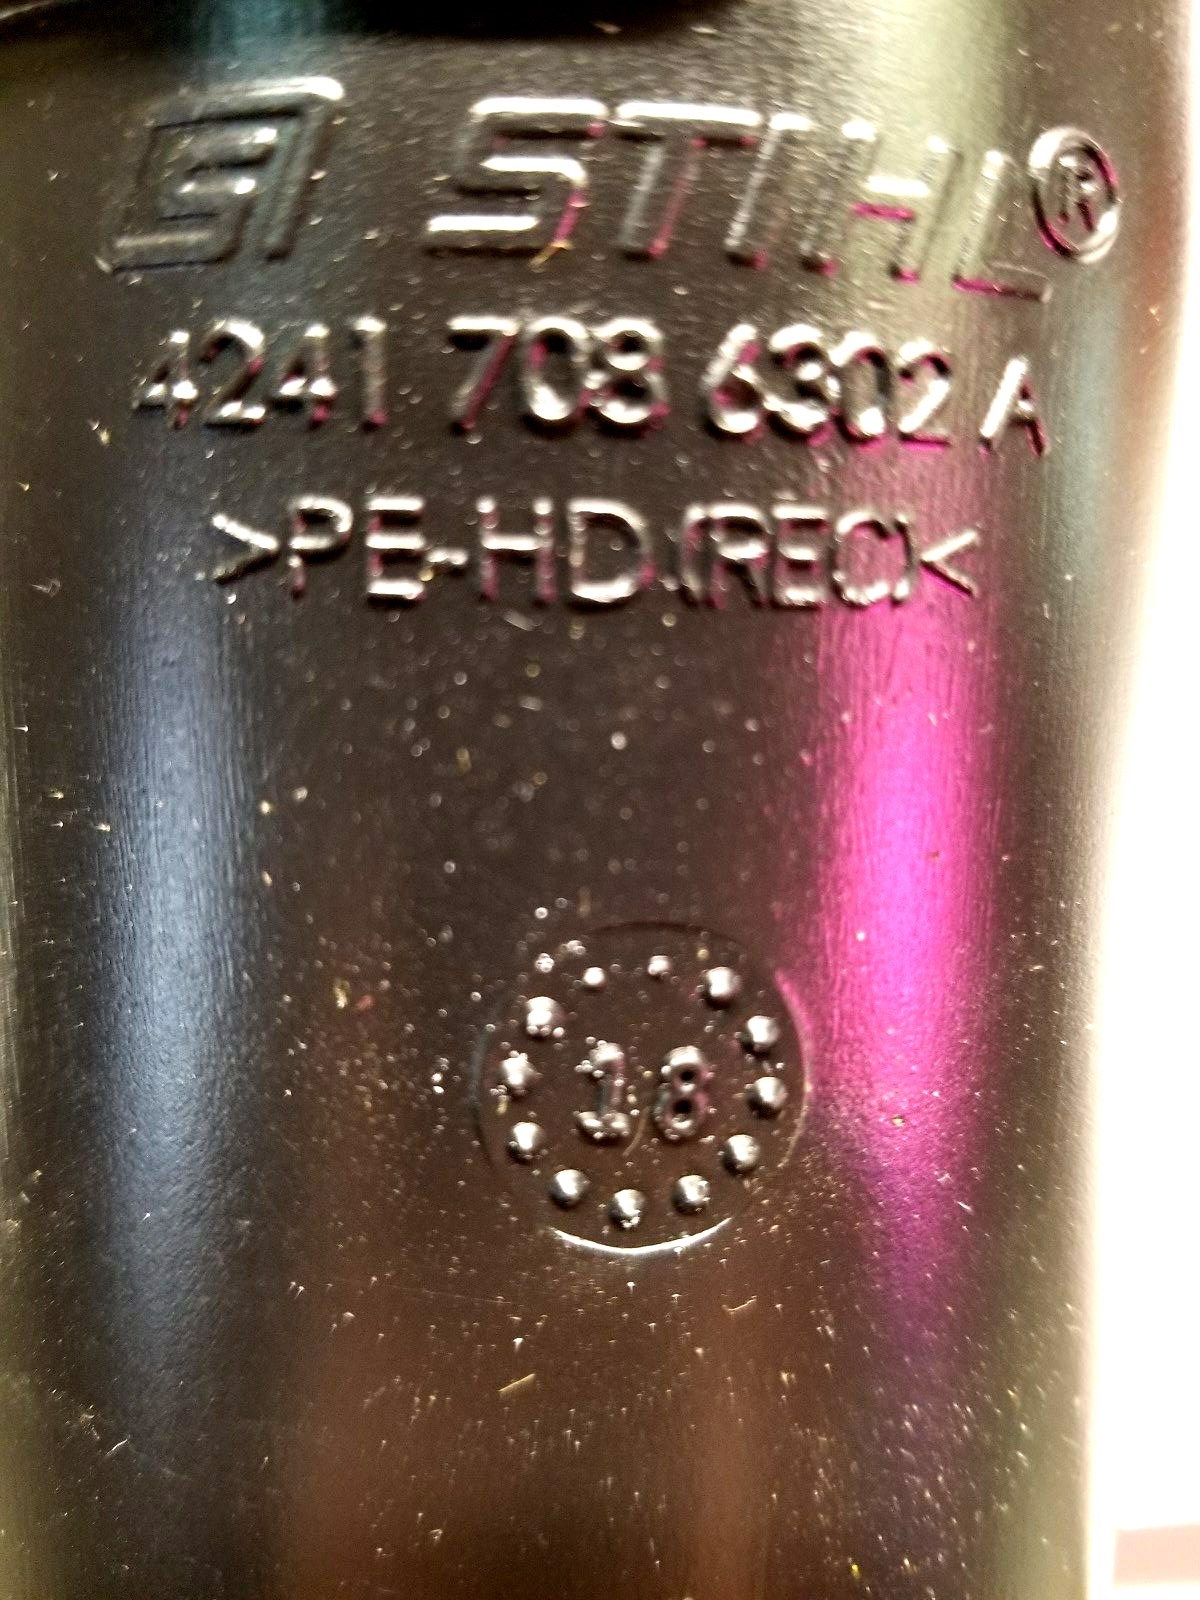 STIHL®
4241 708 6302 A
>PE-HD (REC)<
18